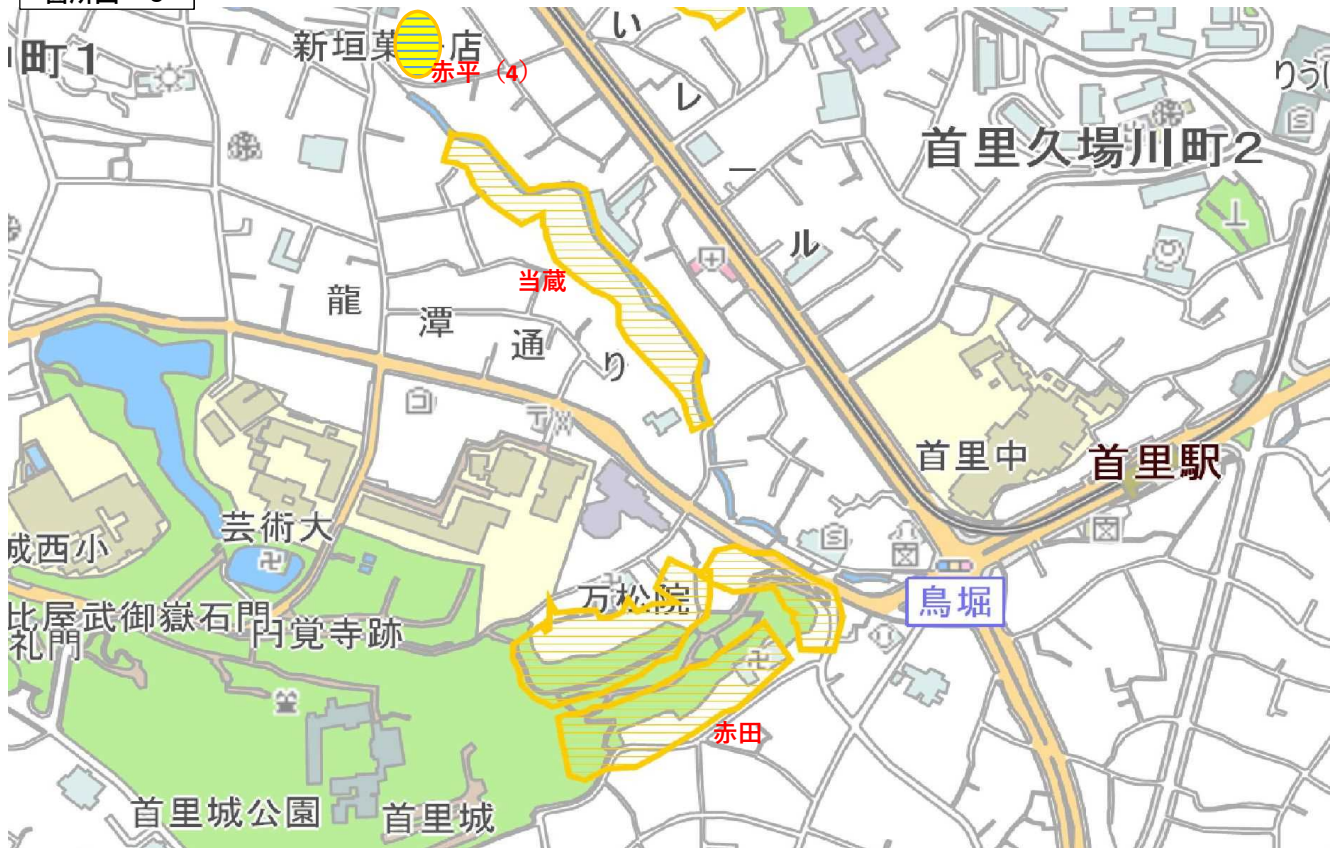 町1
新垣菓
店
赤平（4）
い
レ
ー
ル
りうぼ
首里久場川町2
当蔵
龍
潭
通
り
首里中
首里駅
芸術大
城西小
万松院
鳥堀
比屋武御嶽石門
円覚寺跡
礼門
赤田
首里城公園
首里城